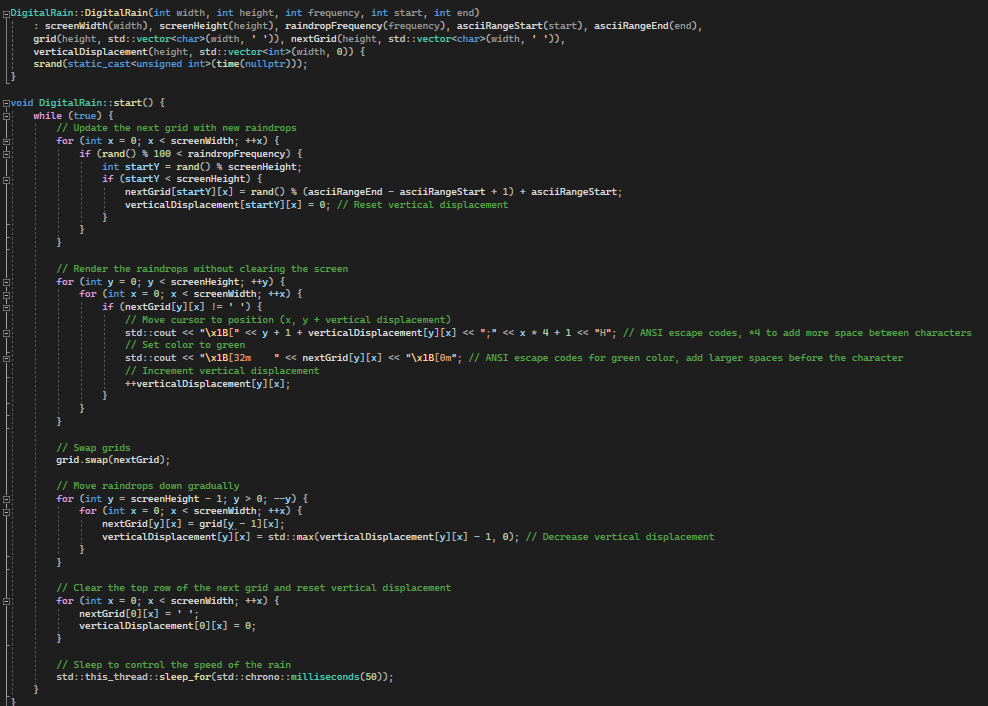 DigitalRain::DigitalRain(int width, int height, int frequency, int start, int end)
    : screenWidth(width), screenHeight(height), raindropFrequency(frequency), asciiRangeStart(start), asciiRangeEnd(end),
    grid(height, std::vector<char>(width, ' ')), nextGrid(height, std::vector<char>(width, ' ')),
    verticalDisplacement(height, std::vector<int>(width, 0)) {
    srand(static_cast<unsigned int>(time(nullptr)));
}

void DigitalRain::start() {
    while (true) {
        // Update the next grid with new raindrops
        for (int x = 0; x < screenWidth; ++x) {
            if (rand() % 100 < raindropFrequency) {
                int startY = rand() % screenHeight;
                if (startY < screenHeight) {
                    nextGrid[startY][x] = rand() % (asciiRangeEnd - asciiRangeStart + 1) + asciiRangeStart;
                    verticalDisplacement[startY][x] = 0; // Reset vertical displacement
                }
            }
        }

        // Render the raindrops without clearing the screen
        for (int y = 0; y < screenHeight; ++y) {
            for (int x = 0; x < screenWidth; ++x) {
                if (nextGrid[y][x] != ' ') {
                    // Move cursor to position (x, y + vertical displacement)
                    std::cout << "\x1B[" << y + 1 + verticalDisplacement[y][x] << ";" << x * 4 + 1 << "H"; // ANSI escape codes, *4 to add more space between characters
                    // Set color to green
                    std::cout << "\x1B[32m    " << nextGrid[y][x] << "\x1B[0m"; // ANSI escape codes for green color, add larger spaces before the character
                    // Increment vertical displacement
                    ++verticalDisplacement[y][x];
                }
            }
        }

        // Swap grids
        grid.swap(nextGrid);

        // Move raindrops down gradually
        for (int y = screenHeight - 1; y > 0; --y) {
            for (int x = 0; x < screenWidth; ++x) {
                nextGrid[y][x] = grid[y - 1][x];
                verticalDisplacement[y][x] = std::max(verticalDisplacement[y][x] - 1, 0); // Decrease vertical displacement
            }
        }

        // Clear the top row of the next grid and reset vertical displacement
        for (int x = 0; x < screenWidth; ++x) {
            nextGrid[0][x] = ' ';
            verticalDisplacement[0][x] = 0;
        }

        // Sleep to control the speed of the rain
        std::this_thread::sleep_for(std::chrono::milliseconds(50));
    }
}